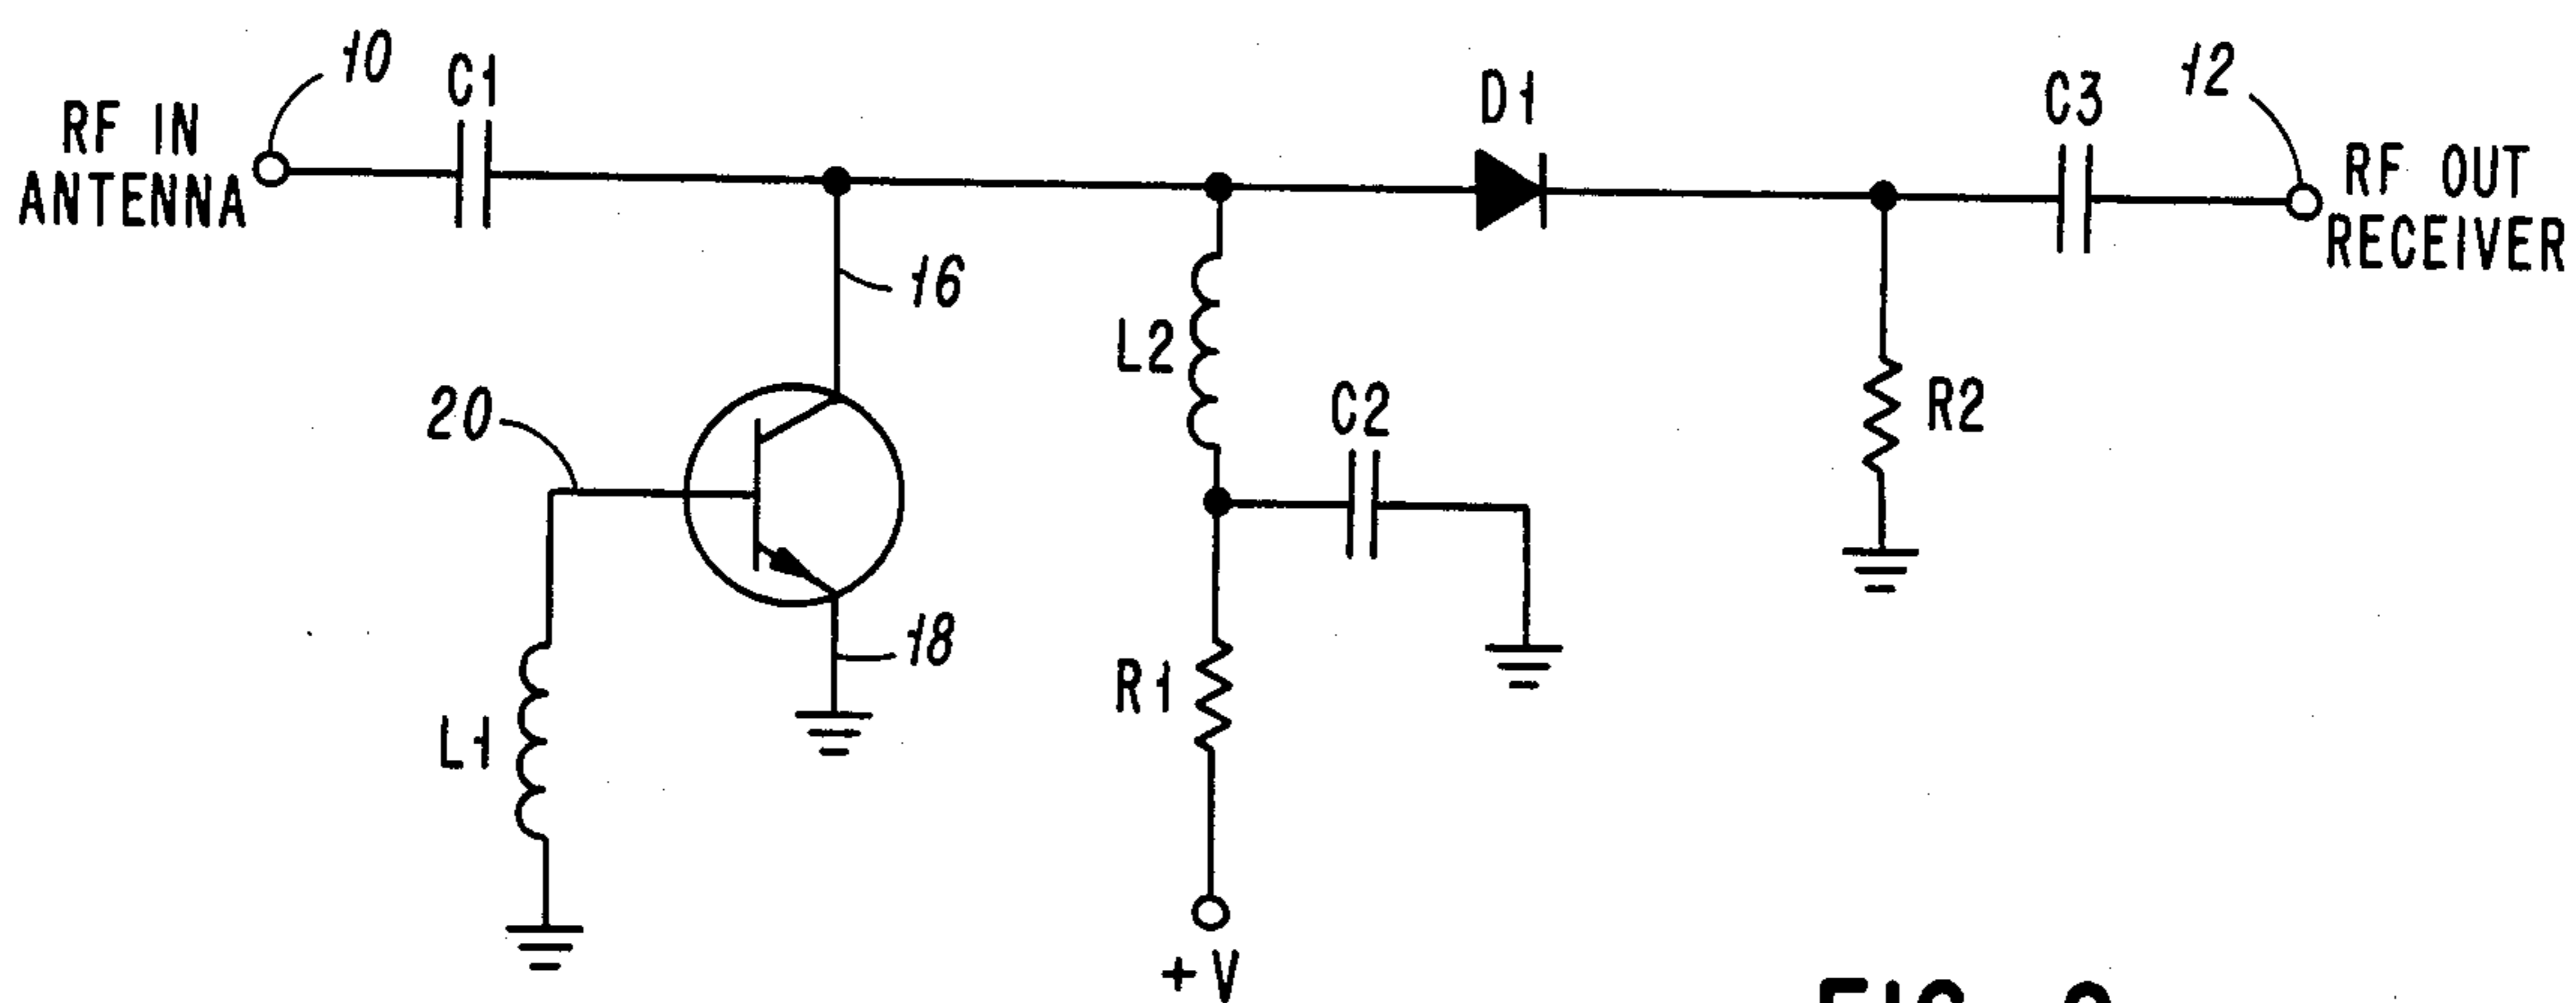 10
C1
RF IN
ANTENNA
D1
C3
12
RF OUT
RECEIVER
16
L2
20
C2
R2
18
R1
L1
+V